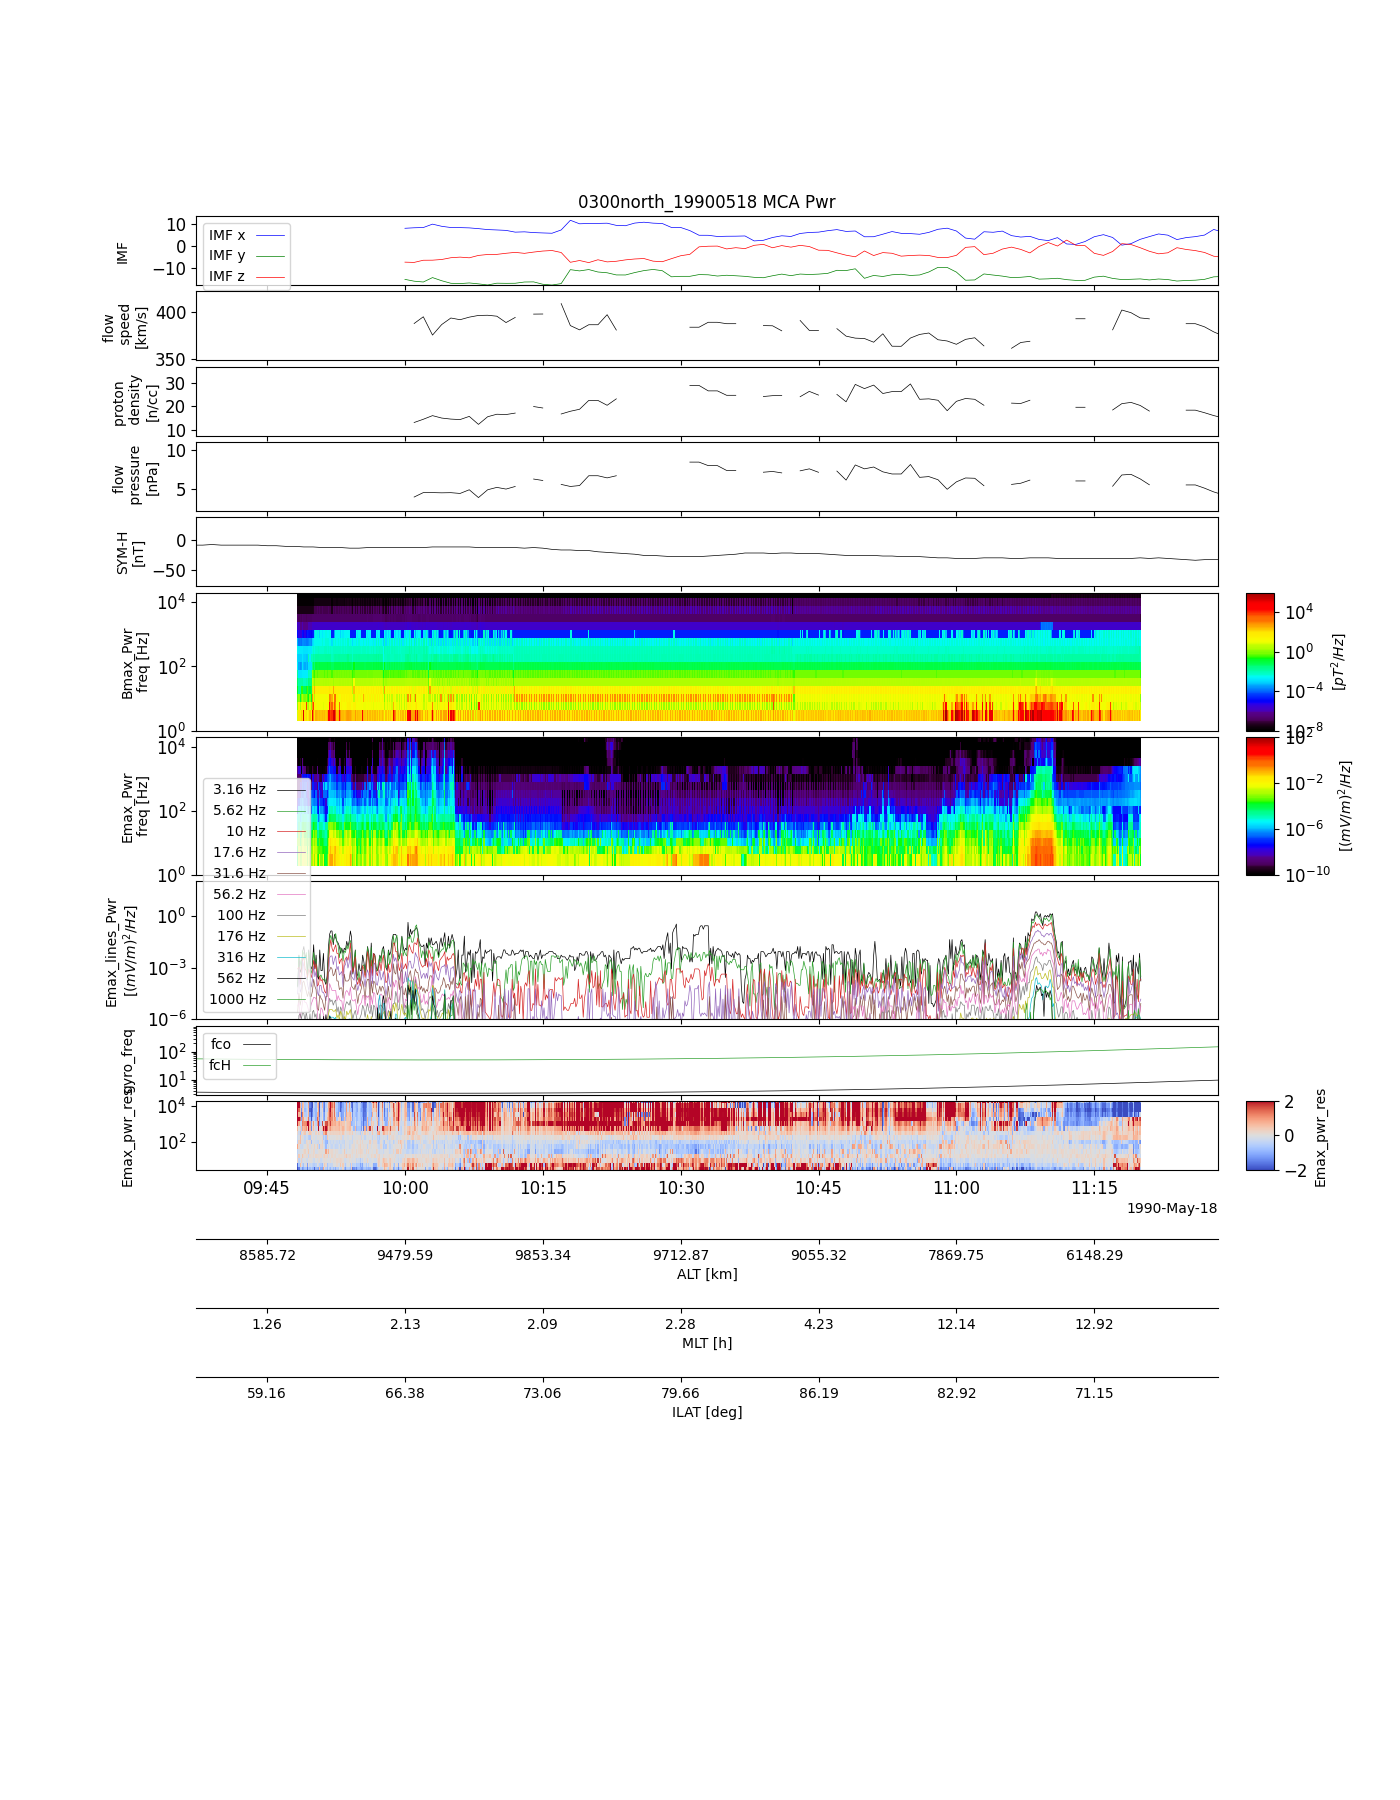 0300north_19900518 MCA Pwr
10
0
−10
IMF
IMF x
IMF y
IMF z
400
350
flow
speed
[km/s]
30
20
10
proton
density
[n/cc]
10
5
flow
pressure
[nPa]
0
−50
SYM-H
[nT]
10^4
10^2
10^0
Bmax_Pwr
freq [Hz]
10^4
10^0
10^−4
10^−8
[pT^2/Hz]
10^4
10^2
10^0
Emax_Pwr
freq [Hz]
10^2
10^−2
10^−6
10^−10
[(mV/m)^2/Hz]
3.16 Hz
5.62 Hz
10 Hz
17.6 Hz
31.6 Hz
56.2 Hz
100 Hz
176 Hz
316 Hz
562 Hz
1000 Hz
10^0
10^−3
10^−6
Emax_lines_Pwr
[(mV/m)^2/Hz]
10^2
10^1
gyro_freq
fco
fcH
10^4
10^2
Emax_pwr_res
2
0
−2
Emax_pwr_res
09:45 10:00 10:15 10:30 10:45 11:00 11:15
1990-May-18
8585.72 9479.59 9853.34 9712.87 9055.32 7869.75 6148.29
ALT [km]
1.26 2.13 2.09 2.28 4.23 12.14 12.92
MLT [h]
59.16 66.38 73.06 79.66 86.19 82.92 71.15
ILAT [deg]